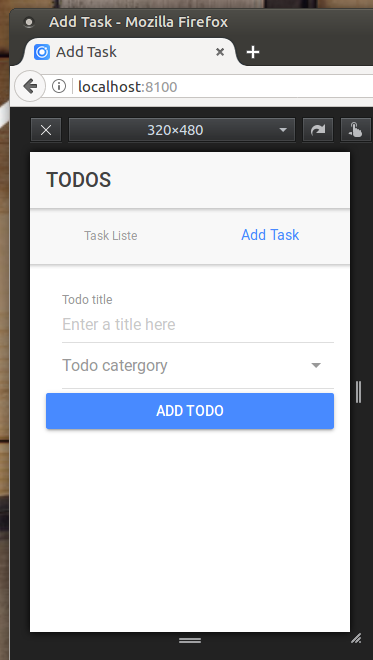 Add Task - Mozilla Firefox
Add Task
localhost:8100
320×480
TODOS
Task Liste Add Task
Todo title
Enter a title here
Todo catergory
ADD TODO